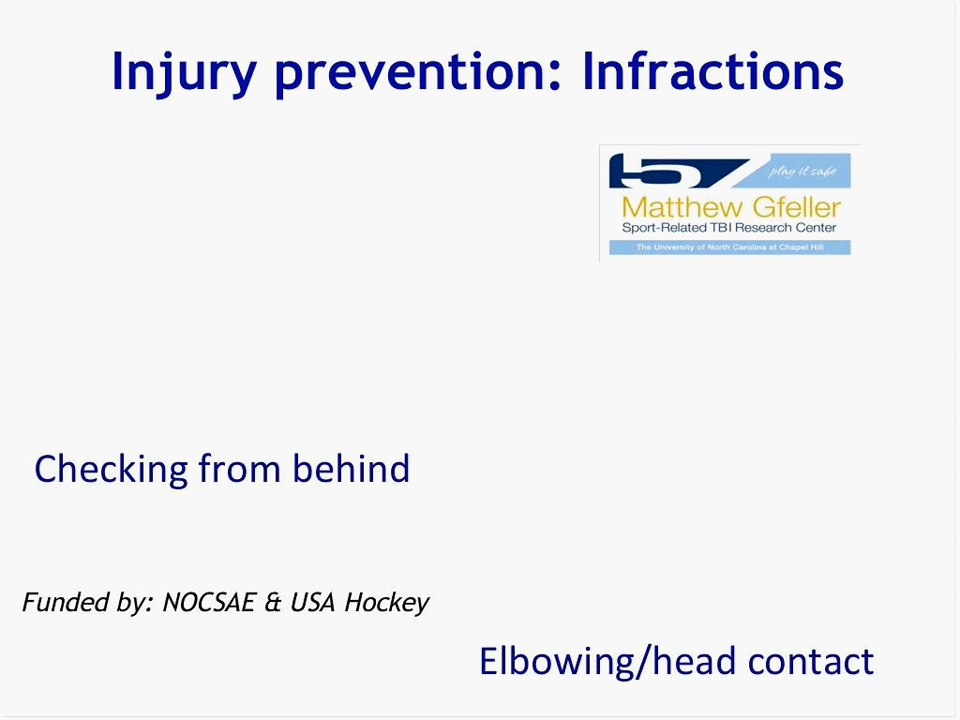 Injury prevention: Infractions
57 play it safe
Matthew Gfeller
Sport-Related TBI Research Center
The University of North Carolina at Chapel Hill
Checking from behind
Funded by: NOCSAE & USA Hockey
Elbowing/head contact